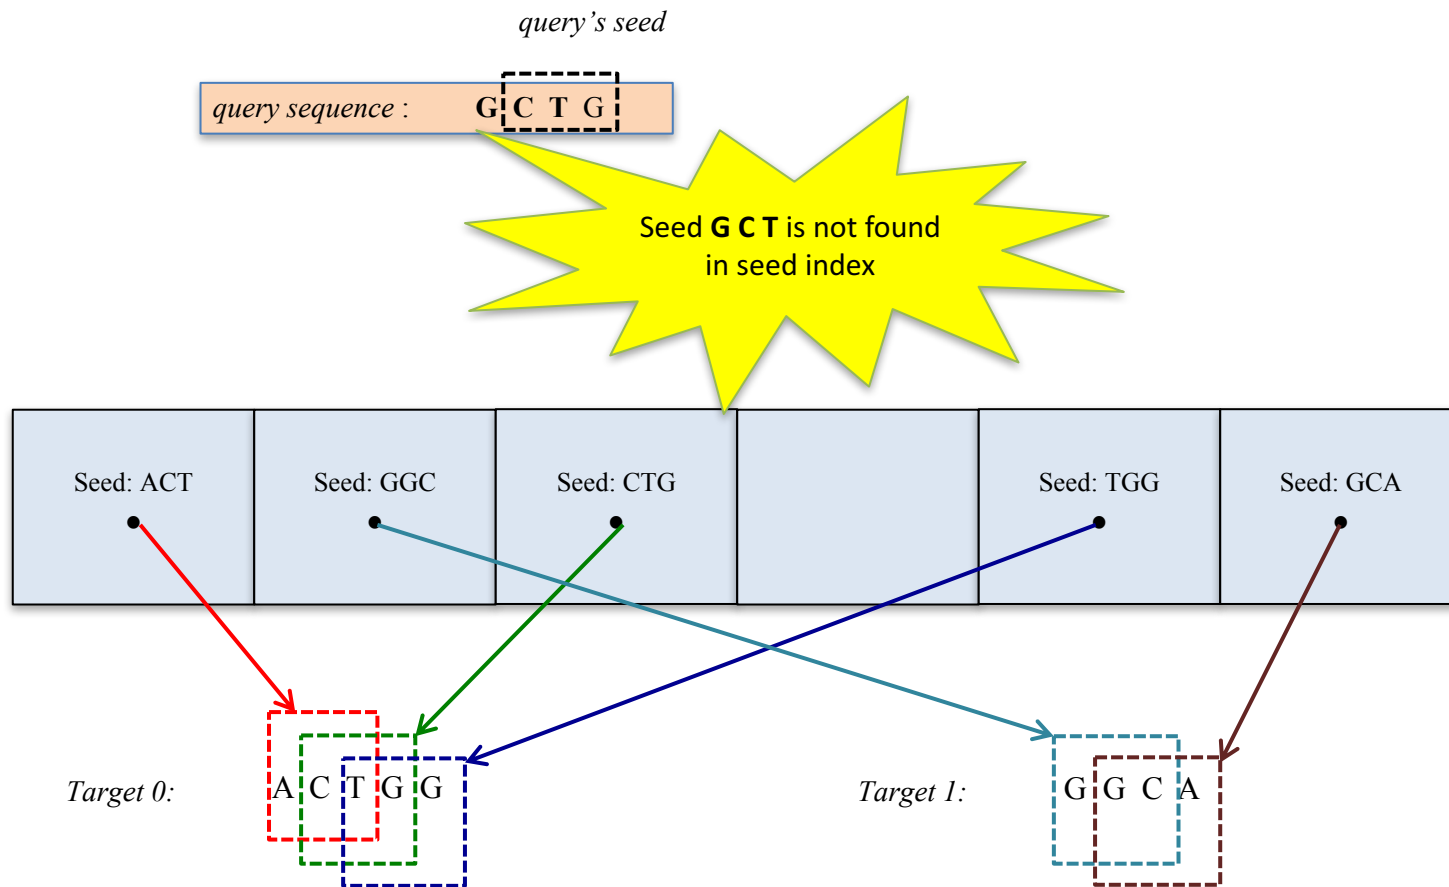 query’s seed
query sequence : G C T G
Seed G C T is not found
in seed index
Seed: ACT Seed: GGC Seed: CTG Seed: TGG Seed: GCA
Target 0: A C T G G Target 1: G G C A